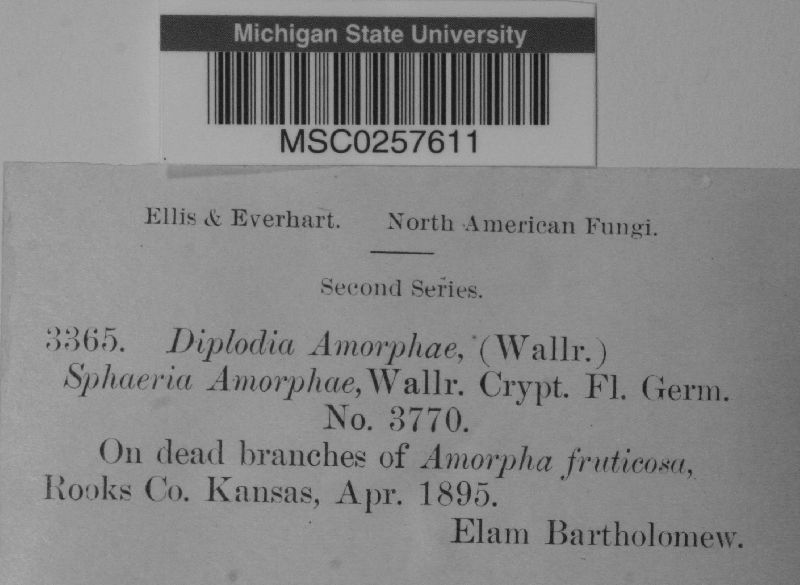 Michigan State University
MSC0257611
Ellis & Everhart. North American Fungi.
Second Series.
3365. Diplodia Amorphae, (Wallr.)
Sphaeria Amorphae, Wallr. Crypt. Fl. Germ.
No. 3770.
On dead branches of Amorpha fruticosa,
Rooks Co. Kansas, Apr. 1895.
Elam Bartholomew.